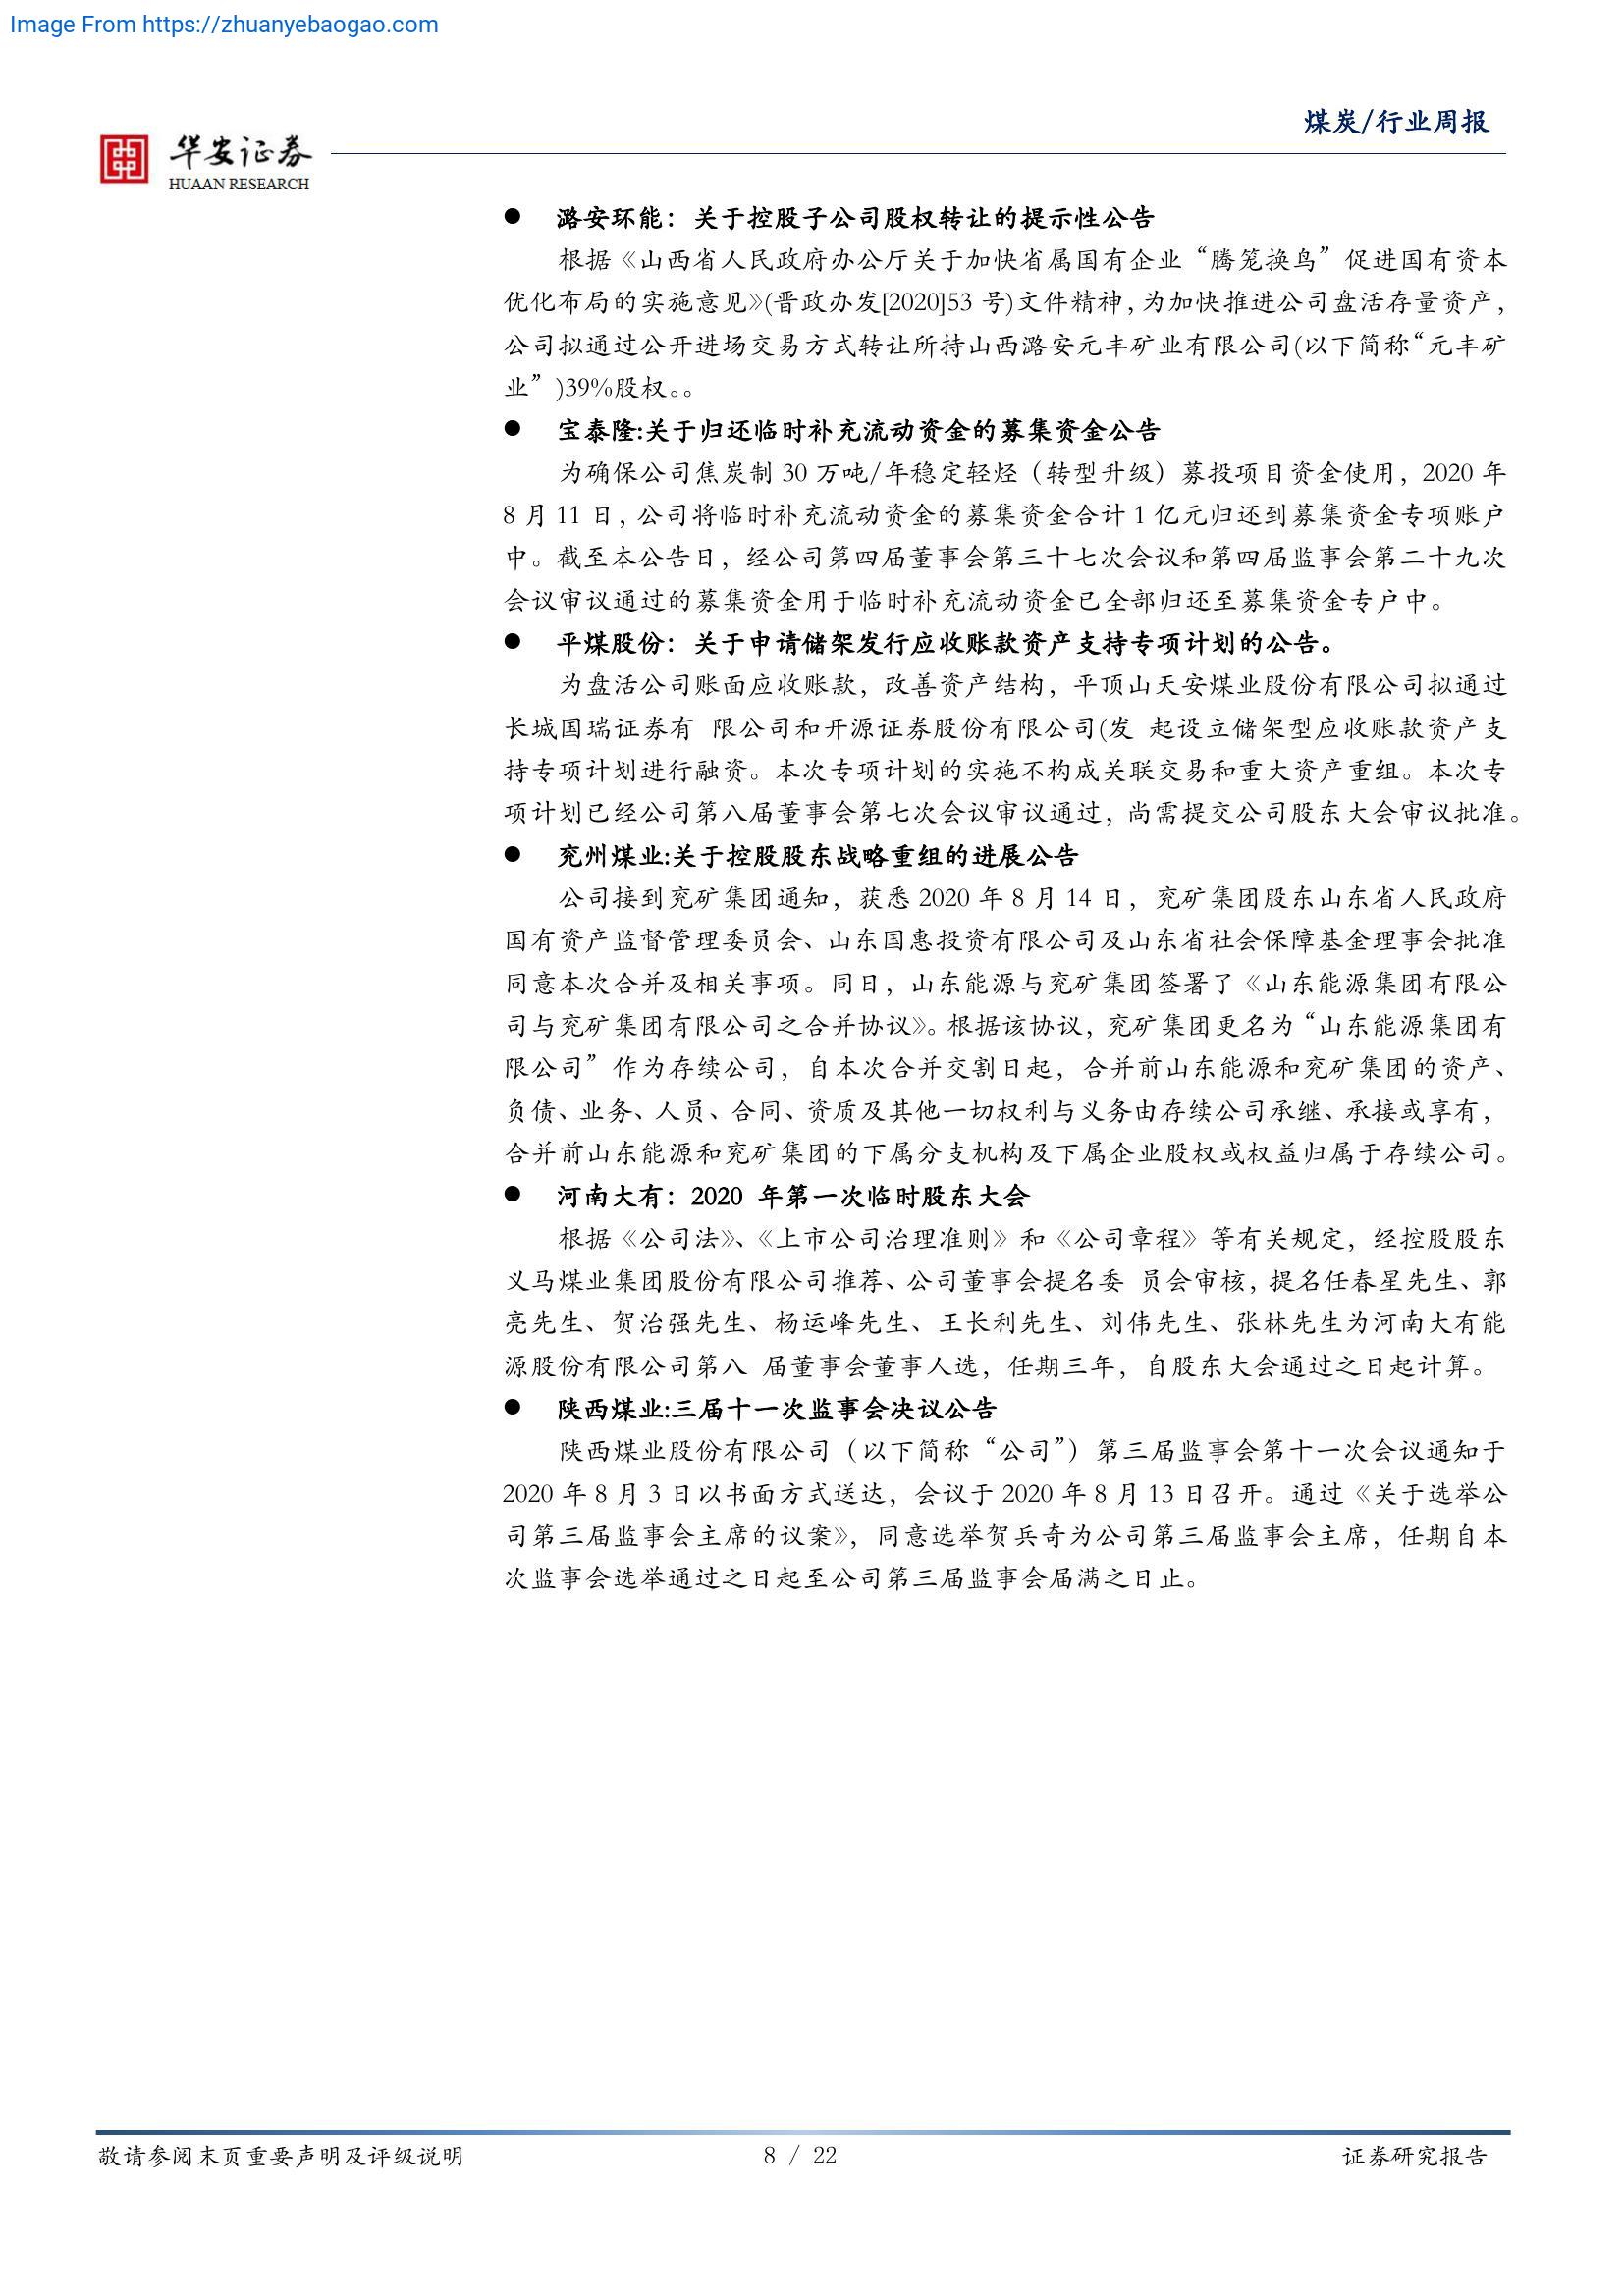 Image From https://zhuanyebaogao.com
煤炭/行业周报
华安证券
HUAAN RESEARCH
● 潞安环能：关于控股子公司股权转让的提示性公告
根据《山西省人民政府办公厅关于加快省属国有企业“腾笼换鸟”促进国有资本
优化布局的实施意见》(晋政办发[2020]53 号)文件精神，为加快推进公司盘活存量资产，
公司拟通过公开进场交易方式转让所持山西潞安元丰矿业有限公司(以下简称“元丰矿
业”)39%股权。。
● 宝泰隆:关于归还临时补充流动资金的募集资金公告
为确保公司焦炭制 30 万吨/年稳定轻烃（转型升级）募投项目资金使用，2020 年
8 月 11 日，公司将临时补充流动资金的募集资金合计 1 亿元归还到募集资金专项账户
中。截至本公告日，经公司第四届董事会第三十七次会议和第四届监事会第二十九次
会议审议通过的募集资金用于临时补充流动资金已全部归还至募集资金专户中。
● 平煤股份：关于申请储架发行应收账款资产支持专项计划的公告。
为盘活公司账面应收账款，改善资产结构，平顶山天安煤业股份有限公司拟通过
长城国瑞证券有 限公司和开源证券股份有限公司(发 起设立储架型应收账款资产支
持专项计划进行融资。本次专项计划的实施不构成关联交易和重大资产重组。本次专
项计划已经公司第八届董事会第七次会议审议通过，尚需提交公司股东大会审议批准。
● 兖州煤业:关于控股股东战略重组的进展公告
公司接到兖矿集团通知，获悉 2020 年 8 月 14 日，兖矿集团股东山东省人民政府
国有资产监督管理委员会、山东国惠投资有限公司及山东省社会保障基金理事会批准
同意本次合并及相关事项。同日，山东能源与兖矿集团签署了《山东能源集团有限公
司与兖矿集团有限公司之合并协议》。根据该协议，兖矿集团更名为“山东能源集团有
限公司”作为存续公司，自本次合并交割日起，合并前山东能源和兖矿集团的资产、
负债、业务、人员、合同、资质及其他一切权利与义务由存续公司承继、承接或享有，
合并前山东能源和兖矿集团的下属分支机构及下属企业股权或权益归属于存续公司。
● 河南大有：2020 年第一次临时股东大会
根据《公司法》、《上市公司治理准则》和《公司章程》等有关规定，经控股股东
义马煤业集团股份有限公司推荐、公司董事会提名委 员会审核，提名任春星先生、郭
亮先生、贺治强先生、杨运峰先生、王长利先生、刘伟先生、张林先生为河南大有能
源股份有限公司第八 届董事会董事人选，任期三年，自股东大会通过之日起计算。
● 陕西煤业:三届十一次监事会决议公告
陕西煤业股份有限公司（以下简称“公司”）第三届监事会第十一次会议通知于
2020 年 8 月 3 日以书面方式送达，会议于 2020 年 8 月 13 日召开。通过《关于选举公
司第三届监事会主席的议案》，同意选举贺兵奇为公司第三届监事会主席，任期自本
次监事会选举通过之日起至公司第三届监事会届满之日止。
敬请参阅末页重要声明及评级说明
8 / 22
证券研究报告